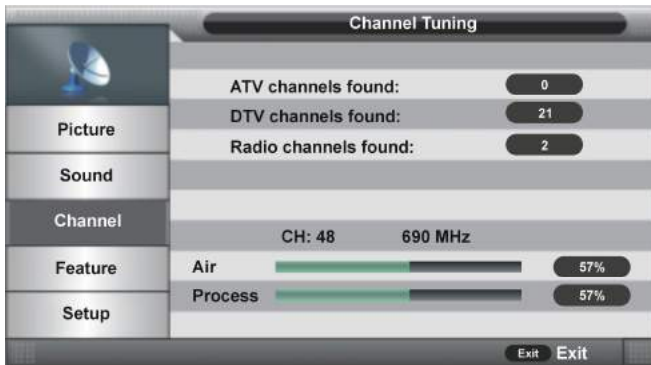 Channel Tuning
ATV channels found: 0
DTV channels found: 21
Radio channels found: 2
Picture
Sound
Channel
Feature
Setup
CH: 48 690 MHz
Air 57%
Process 57%
Exit Exit